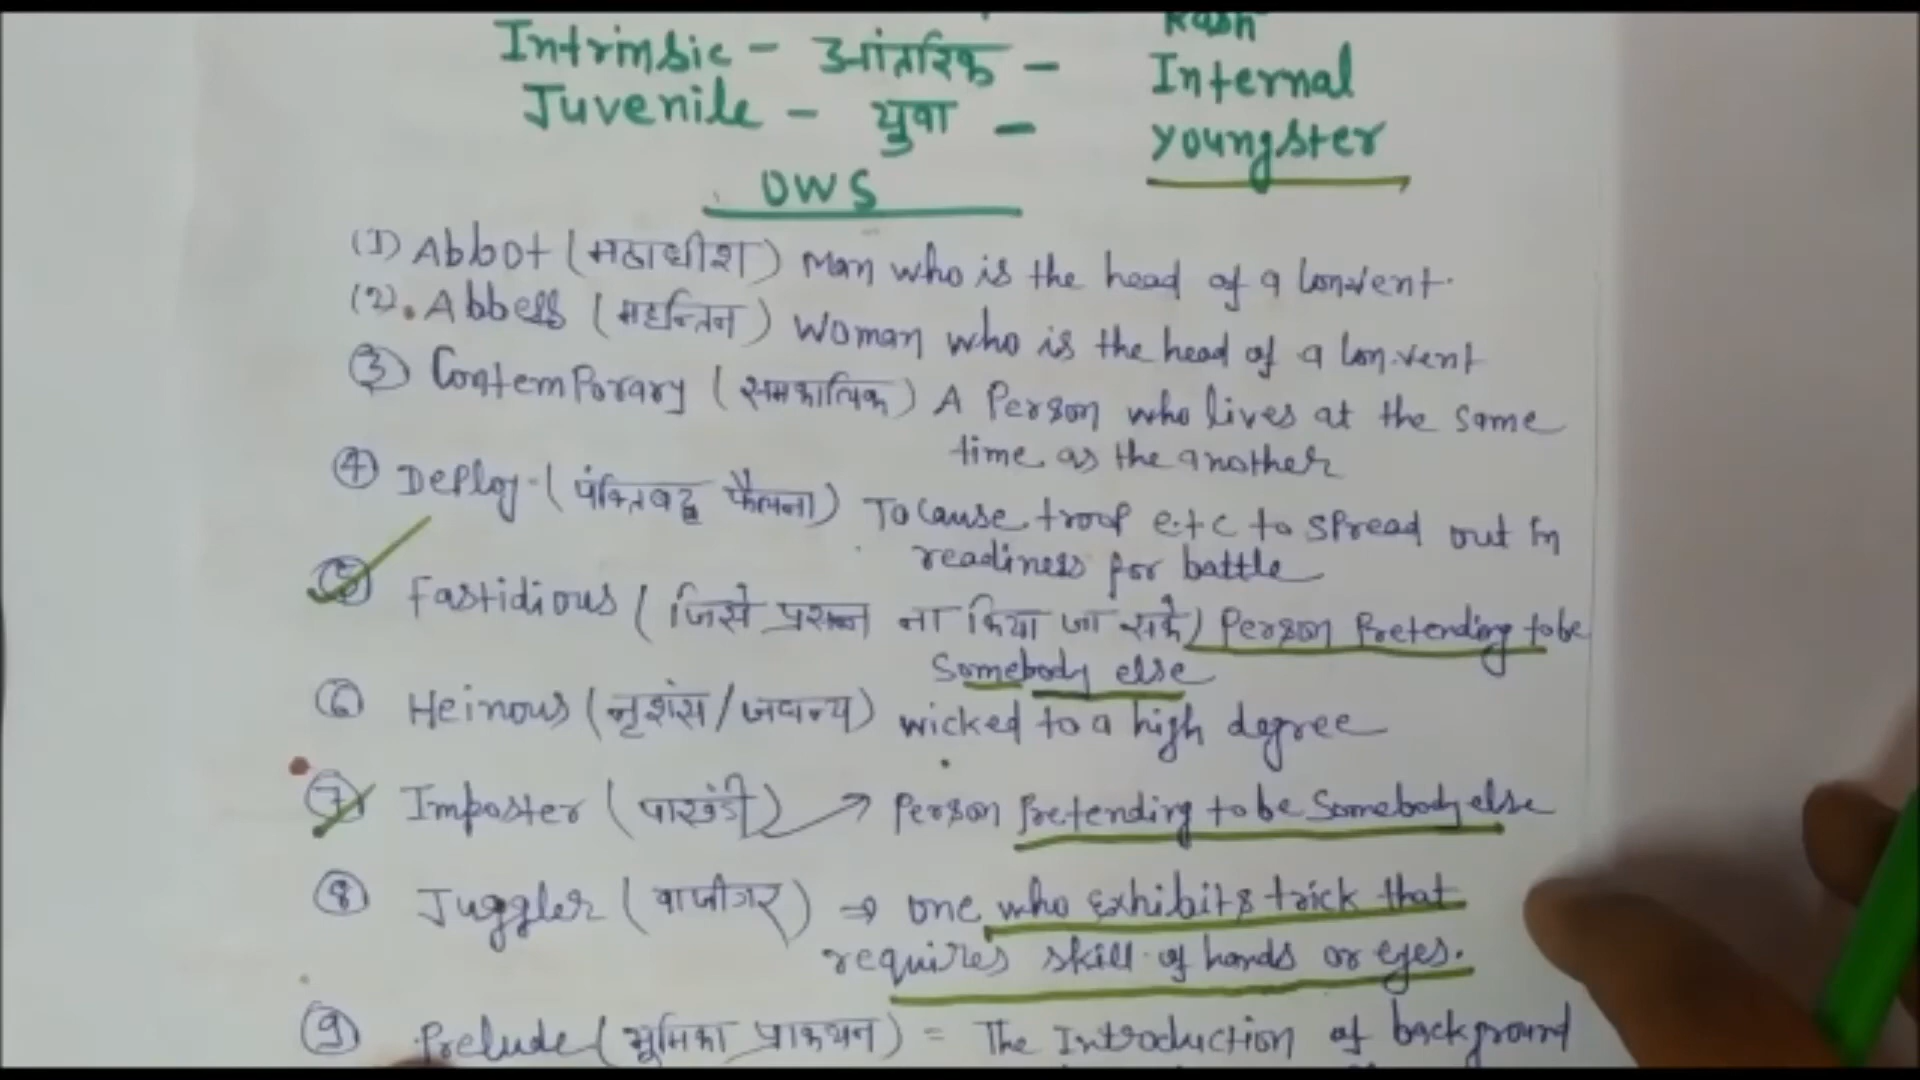 Rash
Intrinsic - आंतरिक - Internal
Juvenile - युवा - youngster
OWS
(1) Abbot (मठाधीश) Man who is the head of a Convent.
(2). Abbess (महन्तिन) Woman who is the head of a Convent
(3) Contemporary (समकालिक) A Person who lives at the same
time as the another
(4) Deploy - (पंक्तिबद्ध फैलना) To Cause troop e.t.c to spread out in
readiness for battle
(5) Fastidious (जिसे प्रसन्न ना किया जा सके) Person Pretending to be
Somebody else
(6) Heinous (नृशंस/जघन्य) wicked to a high degree
(7) Imposter (पाखंडी) → Person Pretending to be Somebody else
(8) Juggler (बाजीगर) → one who exhibits trick that
requires skill of hands or eyes.
(9) Prelude (भूमिका प्राक्थन) = The Introduction of background